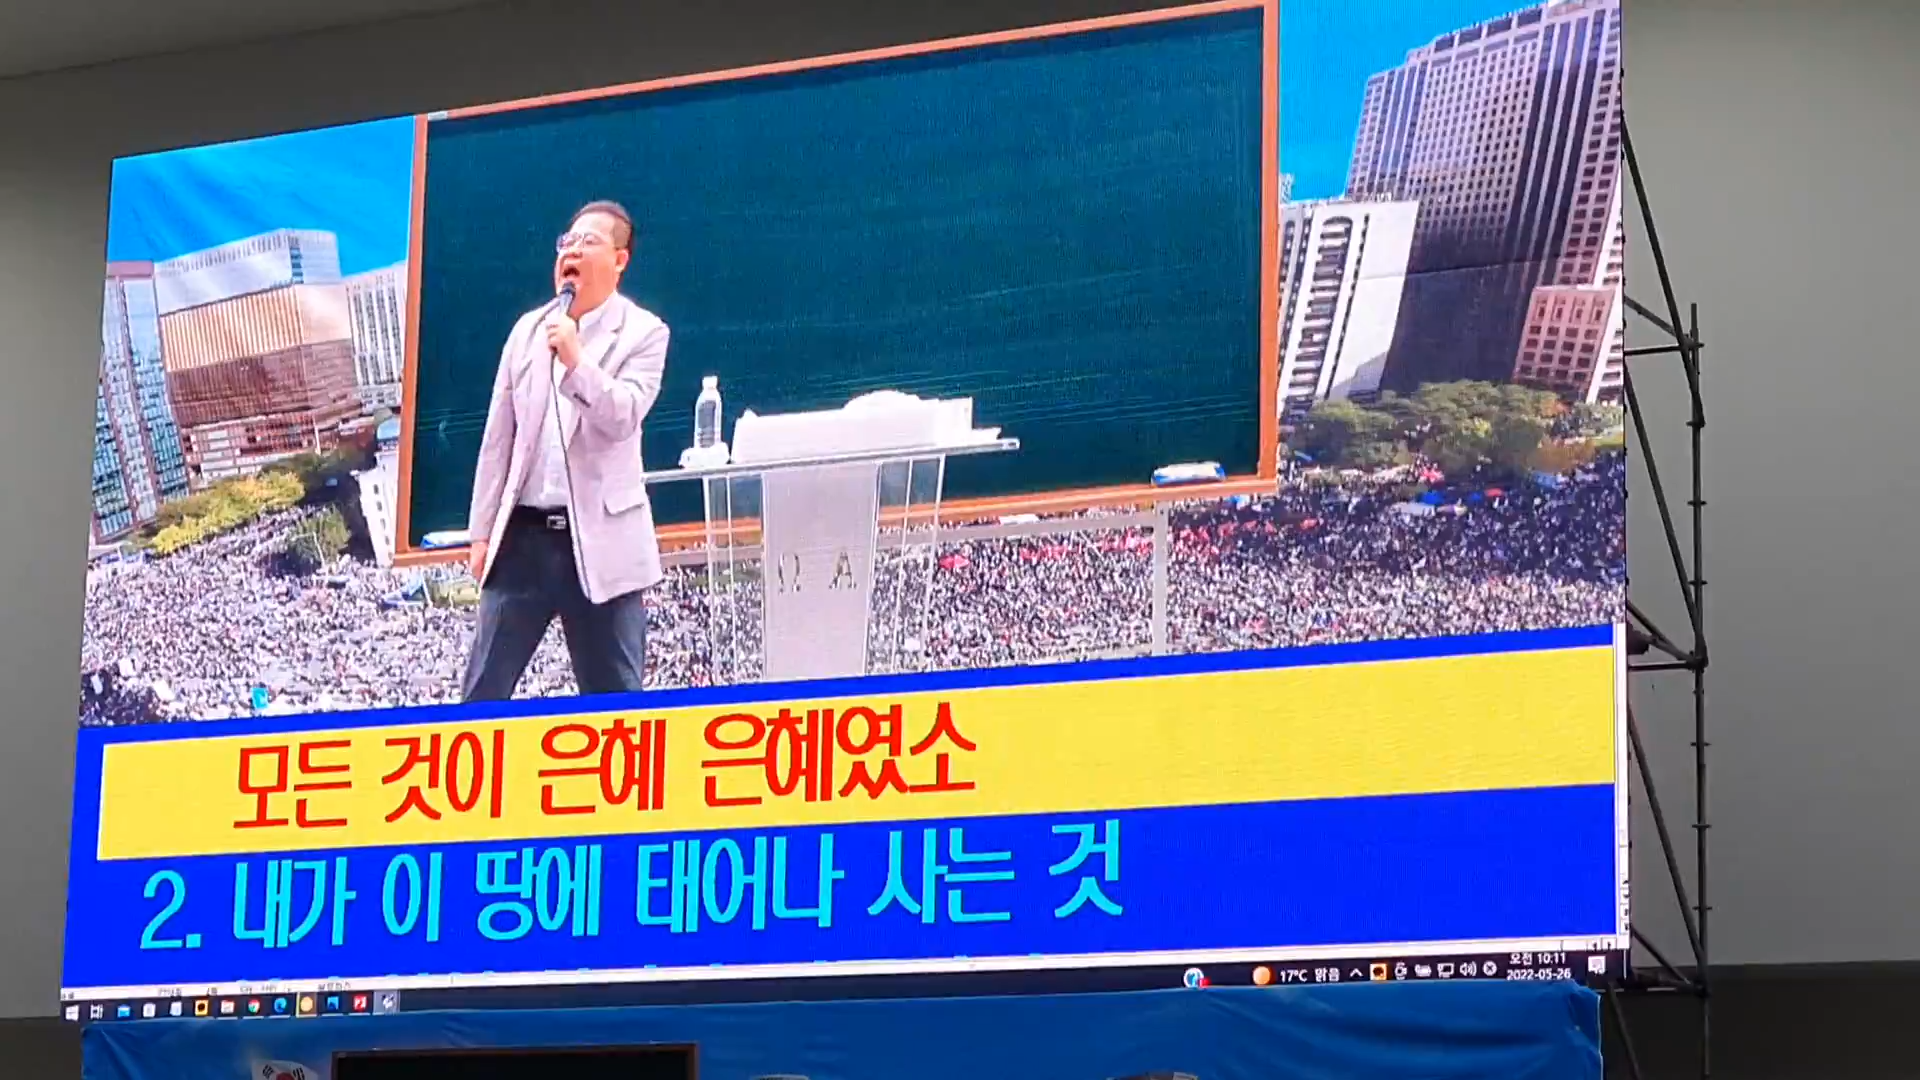 Ω A
모든 것이 은혜 은혜였소
2. 내가 이 땅에 태어나 사는 것
17℃ 맑음
오전 10:11
2022-05-26